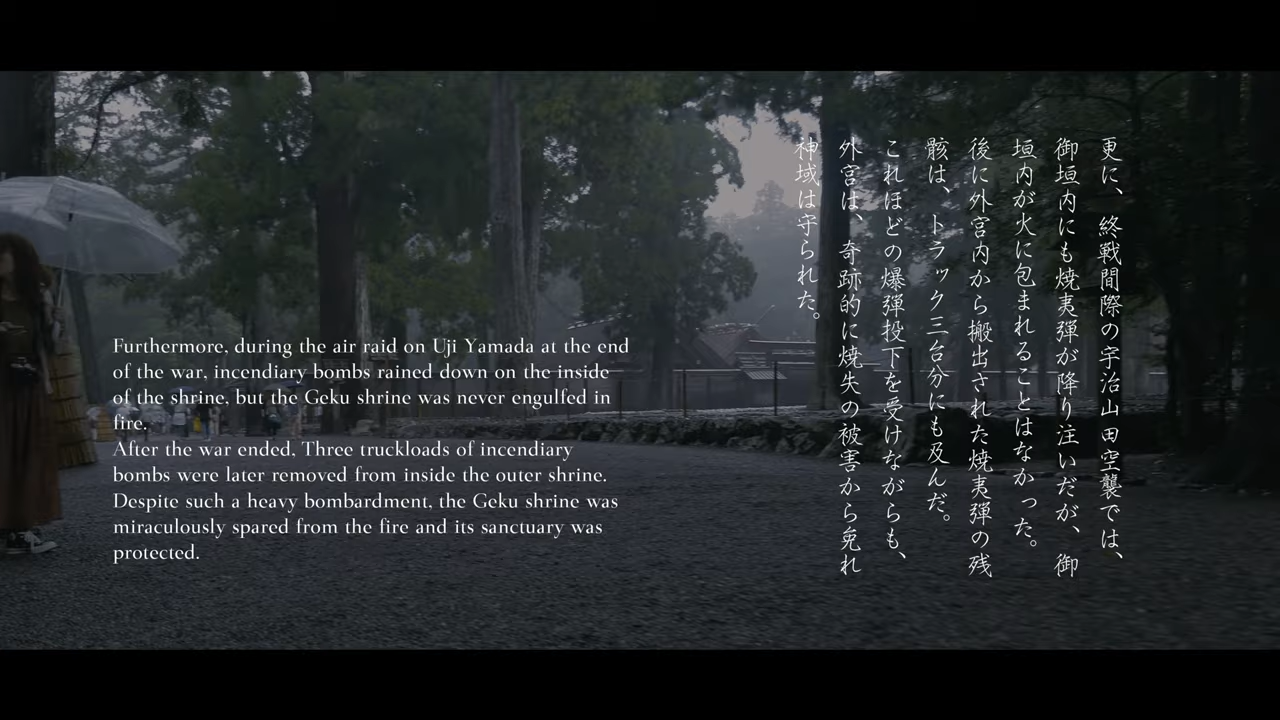 Furthermore, during the air raid on Uji Yamada at the end
of the war, incendiary bombs rained down on the inside
of the shrine, but the Geku shrine was never engulfed in
fire.
After the war ended, Three truckloads of incendiary
bombs were later removed from inside the outer shrine.
Despite such a heavy bombardment, the Geku shrine was
miraculously spared from the fire and its sanctuary was
protected.
更に、終戦間際の宇治山田空襲では、
御垣内にも焼夷弾が降り注いだが、御
垣内が火に包まれることはなかった。
後に外宮内から搬出された焼夷弾の残
骸は、トラック三台分にも及んだ。
これほどの爆弾投下を受けながらも、
外宮は、奇跡的に焼失の被害から免れ
神域は守られた。